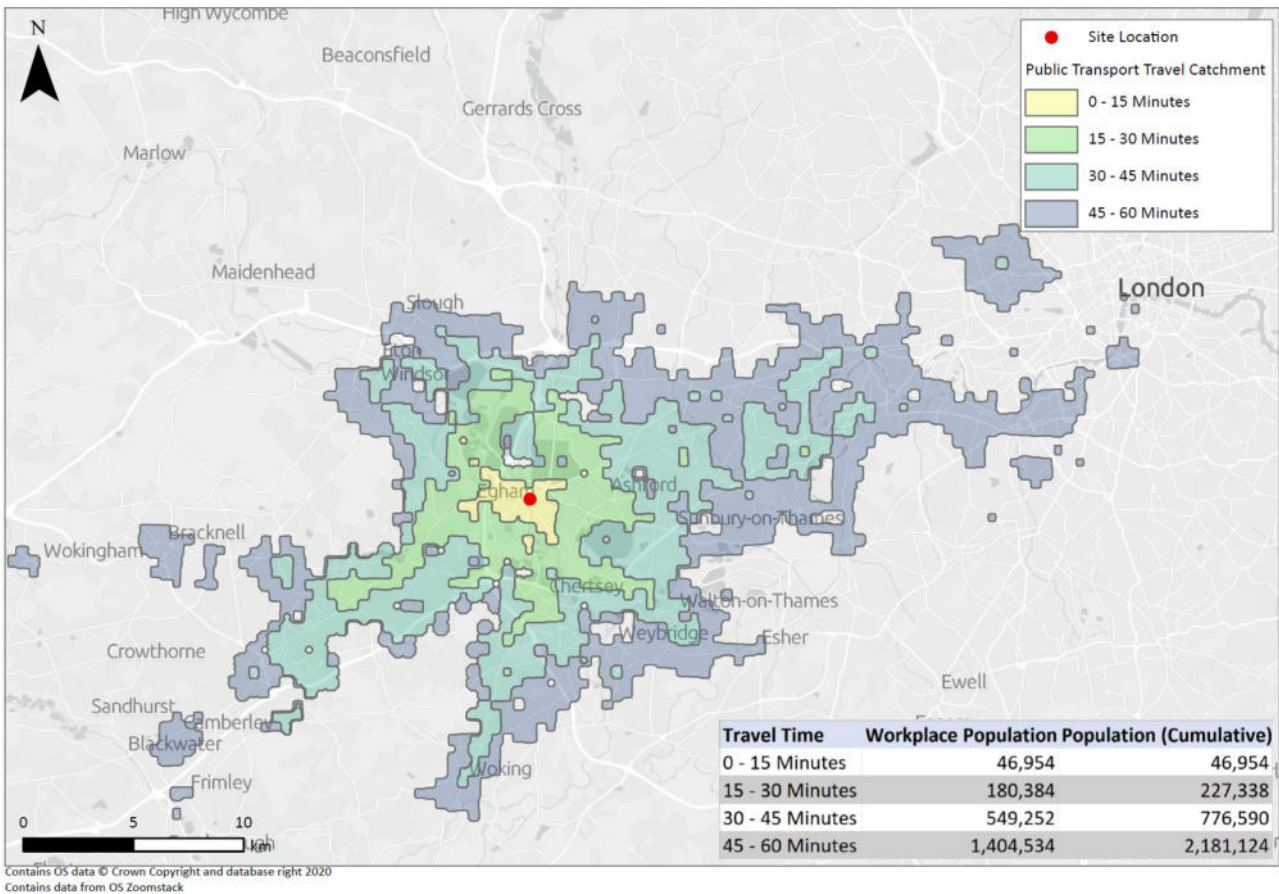 High Wycombe
N
Beaconsfield
Gerrards Cross
Marlow
Maidenhead
Slough
Eton
Windsor
London
Egham
Ashford
Sunbury-on-Thames
Bracknell
Wokingham
Chertsey
Walton-on-Thames
Weybridge
Esher
Crowthorne
Ewell
Sandhurst
Camberley
Blackwater
Woking
Frimley
Site Location
Public Transport Travel Catchment
0 - 15 Minutes
15 - 30 Minutes
30 - 45 Minutes
45 - 60 Minutes
Travel Time Workplace Population Population (Cumulative)
0 - 15 Minutes 46,954 46,954
15 - 30 Minutes 180,384 227,338
30 - 45 Minutes 549,252 776,590
45 - 60 Minutes 1,404,534 2,181,124
0 5 10
km
Contains OS data © Crown Copyright and database right 2020
Contains data from OS Zoomstack